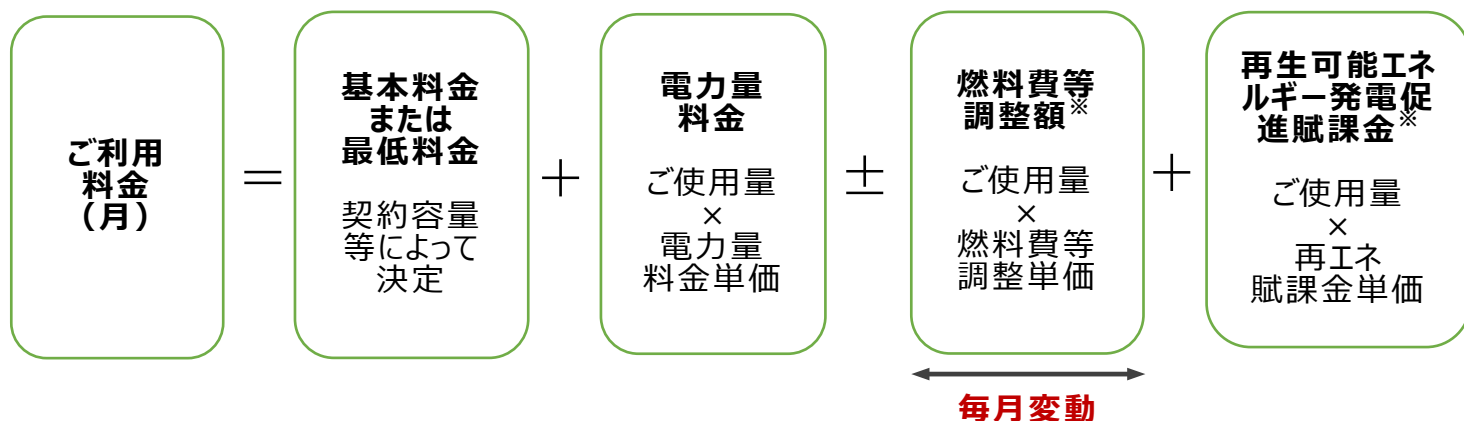 ご利用
料金
（月）
＝
基本料金
または
最低料金
契約容量
等によって
決定
＋
電力量
料金
ご使用量
×
電力量
料金単価
±
燃料費等
調整額※
ご使用量
×
燃料費等
調整単価
＋
再生可能エネ
ルギー発電促
進賦課金※
ご使用量
×
再エネ
賦課金単価
毎月変動